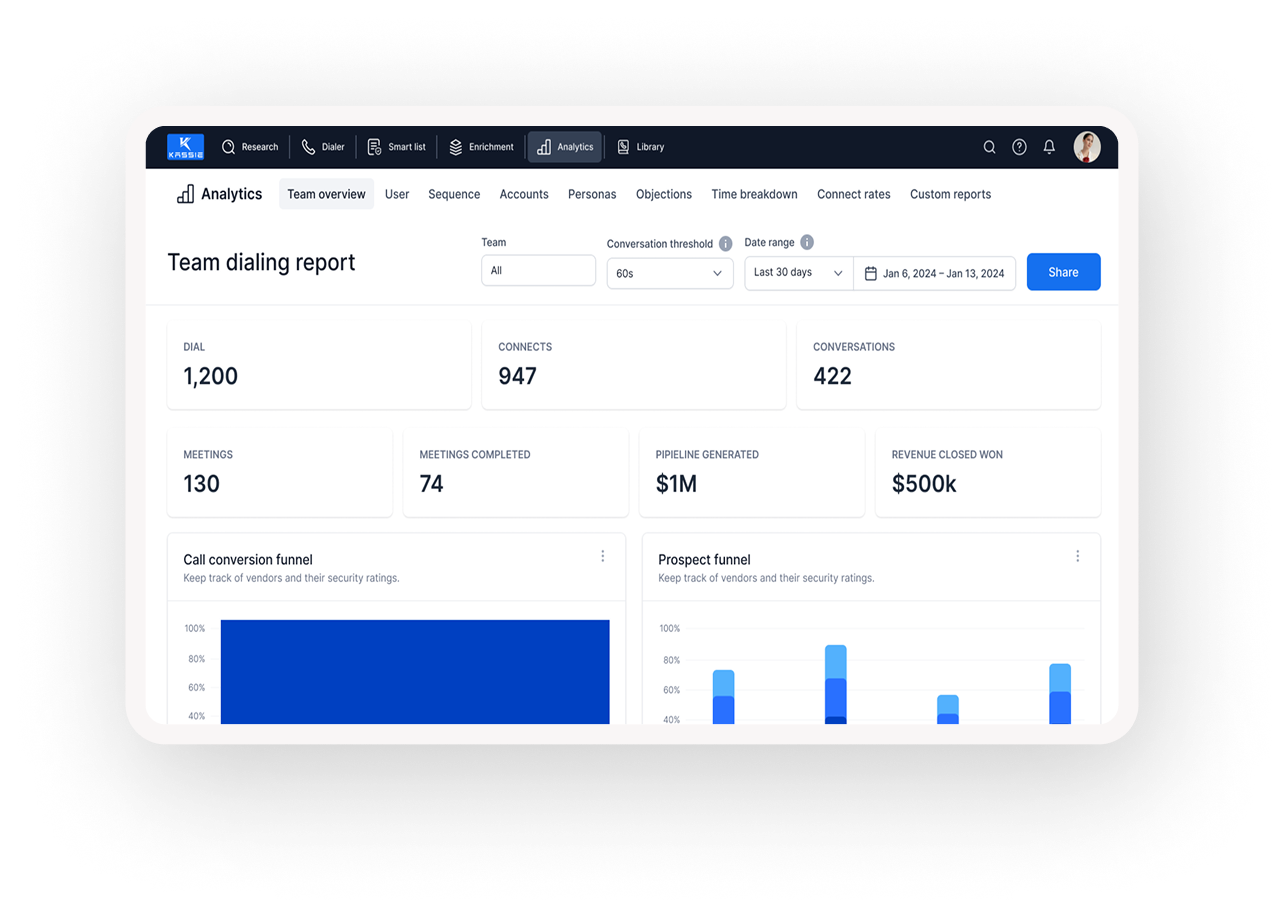 K
KASSIE
Research
Dialer
Smart list
Enrichment
Analytics
Library
Analytics
Team overview
User
Sequence
Accounts
Personas
Objections
Time breakdown
Connect rates
Custom reports
Team dialing report
Team
All
Conversation threshold
60s
Date range
Last 30 days
Jan 6, 2024 – Jan 13, 2024
Share
DIAL
1,200
CONNECTS
947
CONVERSATIONS
422
MEETINGS
130
MEETINGS COMPLETED
74
PIPIELINE GENERATED
$1M
REVENUE CLOSED WON
$500k
Call conversion funnel
Keep track of vendors and their security ratings.
100%
80%
60%
40%
Prospect funnel
Keep track of vendors and their security ratings.
100%
80%
60%
40%